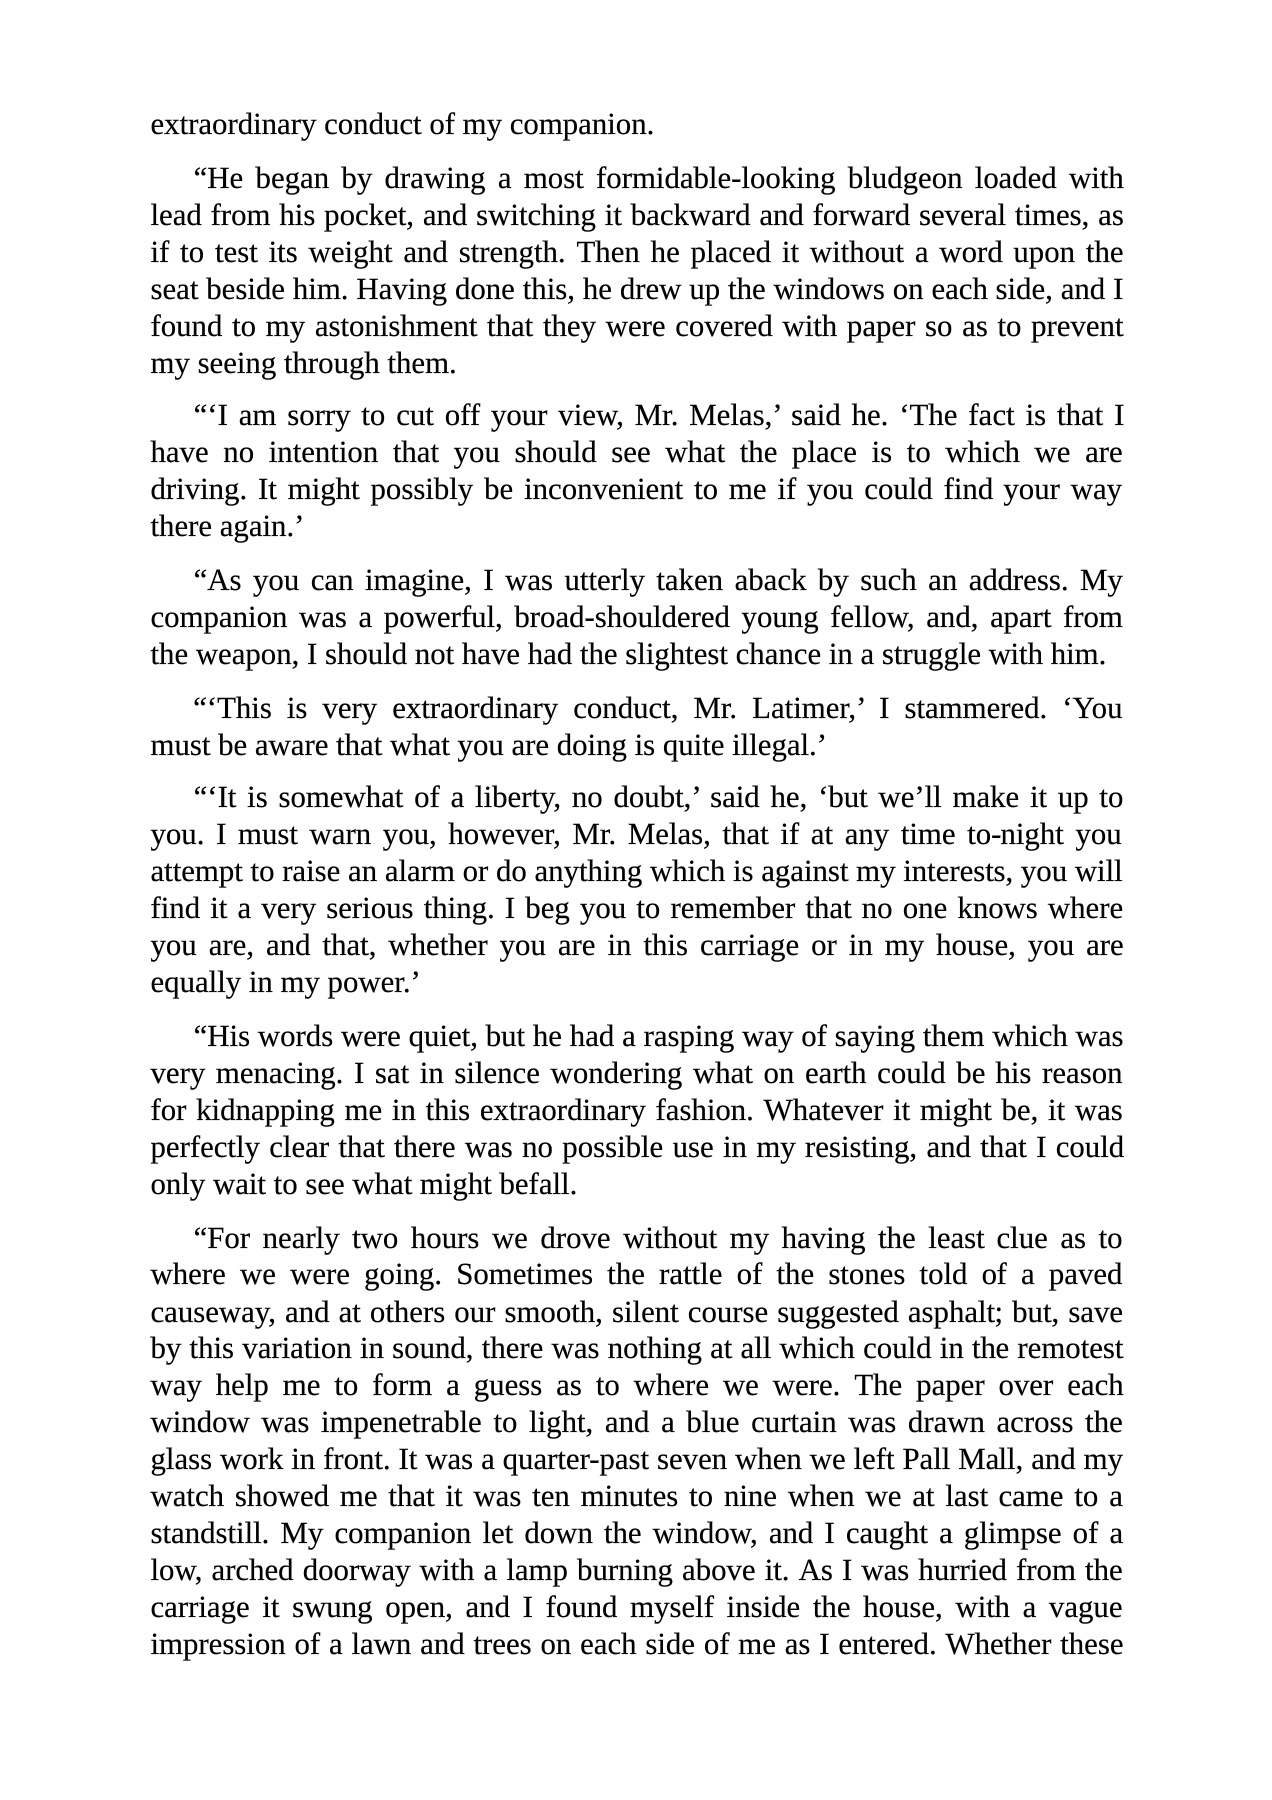 extraordinary conduct of my companion.
“He began by drawing a most formidable-looking bludgeon loaded with
lead from his pocket, and switching it backward and forward several times, as
if to test its weight and strength. Then he placed it without a word upon the
seat beside him. Having done this, he drew up the windows on each side, and I
found to my astonishment that they were covered with paper so as to prevent
my seeing through them.
“‘I am sorry to cut off your view, Mr. Melas,’ said he. ‘The fact is that I
have no intention that you should see what the place is to which we are
driving. It might possibly be inconvenient to me if you could find your way
there again.’
“As you can imagine, I was utterly taken aback by such an address. My
companion was a powerful, broad-shouldered young fellow, and, apart from
the weapon, I should not have had the slightest chance in a struggle with him.
“‘This is very extraordinary conduct, Mr. Latimer,’ I stammered. ‘You
must be aware that what you are doing is quite illegal.’
“‘It is somewhat of a liberty, no doubt,’ said he, ‘but we’ll make it up to
you. I must warn you, however, Mr. Melas, that if at any time to-night you
attempt to raise an alarm or do anything which is against my interests, you will
find it a very serious thing. I beg you to remember that no one knows where
you are, and that, whether you are in this carriage or in my house, you are
equally in my power.’
“His words were quiet, but he had a rasping way of saying them which was
very menacing. I sat in silence wondering what on earth could be his reason
for kidnapping me in this extraordinary fashion. Whatever it might be, it was
perfectly clear that there was no possible use in my resisting, and that I could
only wait to see what might befall.
“For nearly two hours we drove without my having the least clue as to
where we were going. Sometimes the rattle of the stones told of a paved
causeway, and at others our smooth, silent course suggested asphalt; but, save
by this variation in sound, there was nothing at all which could in the remotest
way help me to form a guess as to where we were. The paper over each
window was impenetrable to light, and a blue curtain was drawn across the
glass work in front. It was a quarter-past seven when we left Pall Mall, and my
watch showed me that it was ten minutes to nine when we at last came to a
standstill. My companion let down the window, and I caught a glimpse of a
low, arched doorway with a lamp burning above it. As I was hurried from the
carriage it swung open, and I found myself inside the house, with a vague
impression of a lawn and trees on each side of me as I entered. Whether these